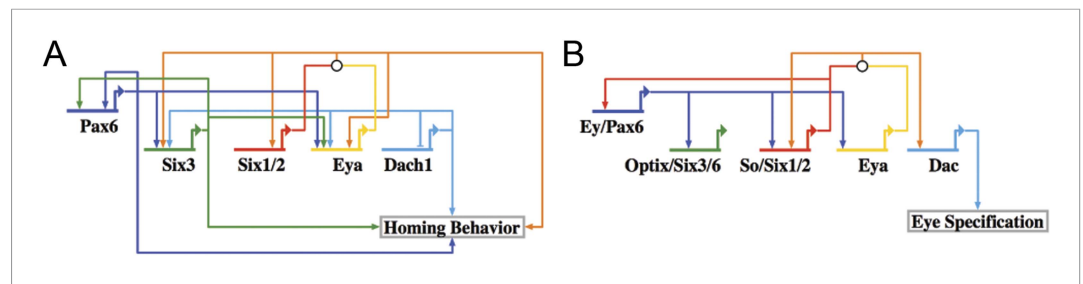 A
B
Pax6
Six3
Six1/2
Eya
Dach1
Homing Behavior
Ey/Pax6
Optix/Six3/6
So/Six1/2
Eya
Dac
Eye Specification